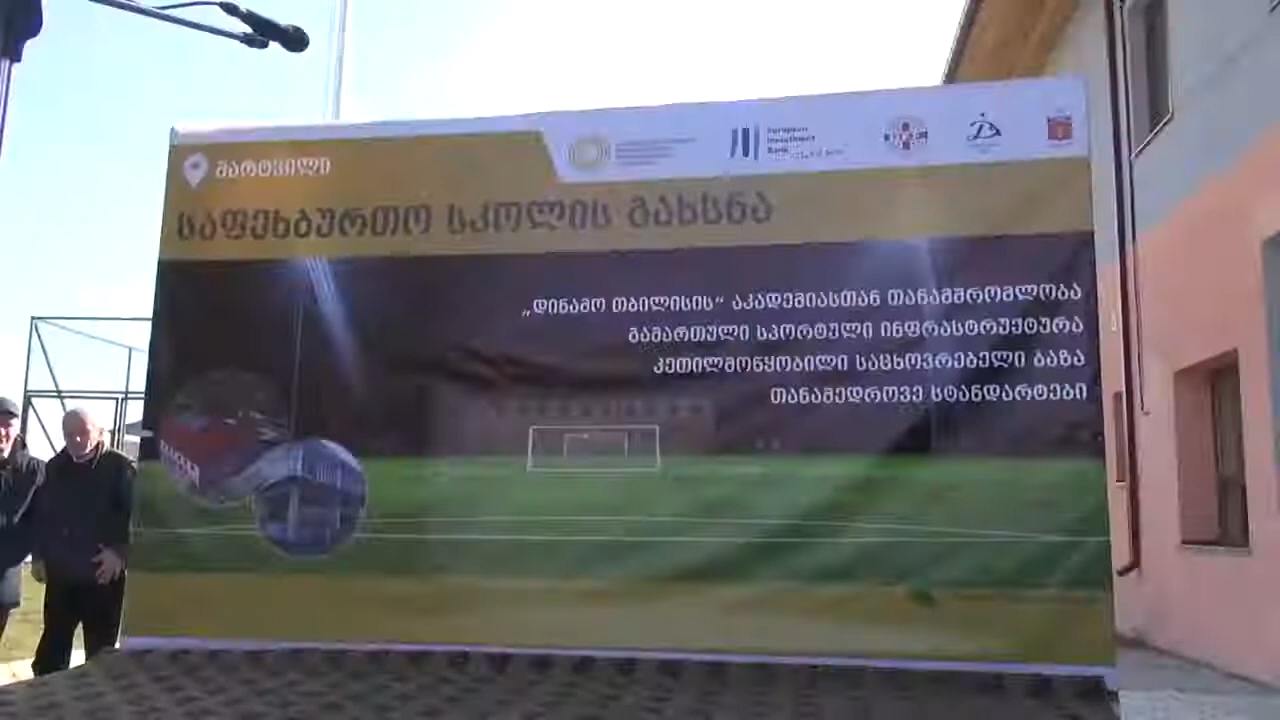 მარტვილი
European
Investment
Bank
საფეხბურთო სკოლის გახსნა
„დინამო თბილისის“ აკადემიასთან თანამშრომლობა
გამართული სპორტული ინფრასტრუქტურა
კეთილმოწყობილი საცხოვრებელი ბაზა
თანამედროვე სტანდარტები